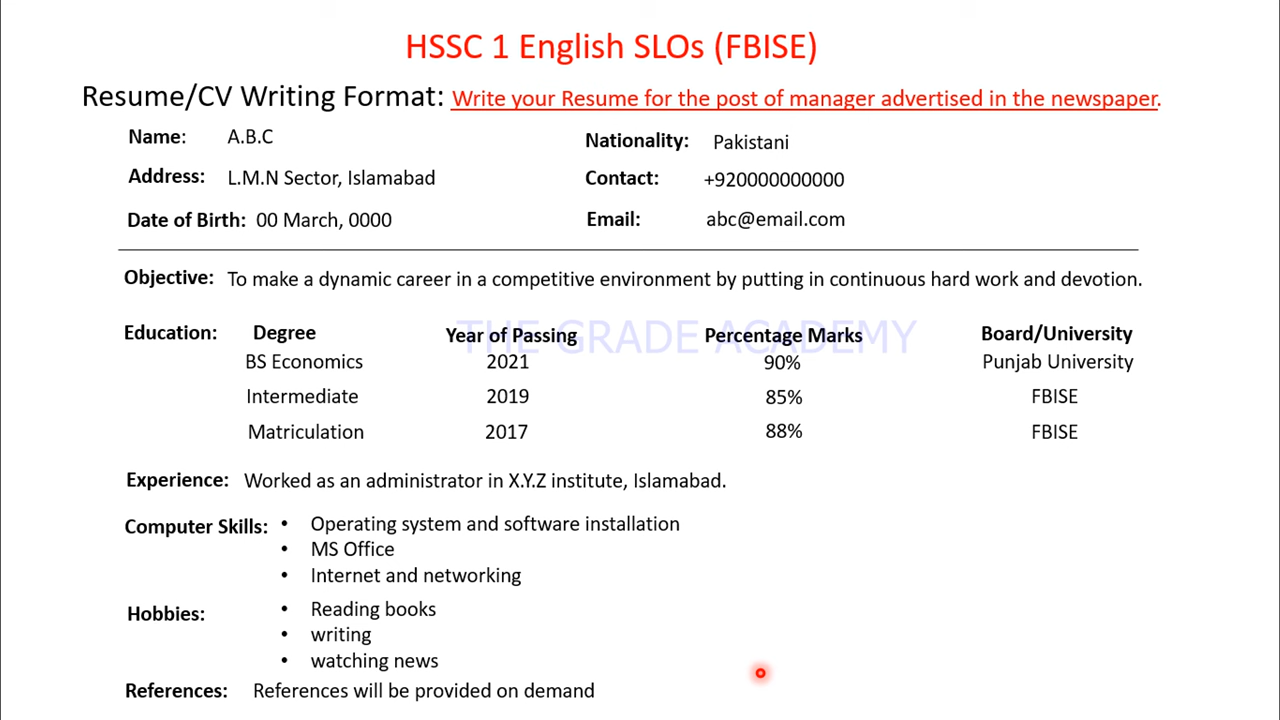 HSSC 1 English SLOs (FBISE)
Resume/CV Writing Format: Write your Resume for the post of manager advertised in the newspaper.
Name: A.B.C Nationality: Pakistani
Address: L.M.N Sector, Islamabad Contact: +920000000000
Date of Birth: 00 March, 0000 Email: abc@email.com
Objective: To make a dynamic career in a competitive environment by putting in continuous hard work and devotion.
THE GRADE ACADEMY
Education: Degree Year of Passing Percentage Marks Board/University
BS Economics 2021 90% Punjab University
Intermediate 2019 85% FBISE
Matriculation 2017 88% FBISE
Experience: Worked as an administrator in X.Y.Z institute, Islamabad.
Computer Skills: • Operating system and software installation
• MS Office
• Internet and networking
Hobbies: • Reading books
• writing
• watching news
References: References will be provided on demand